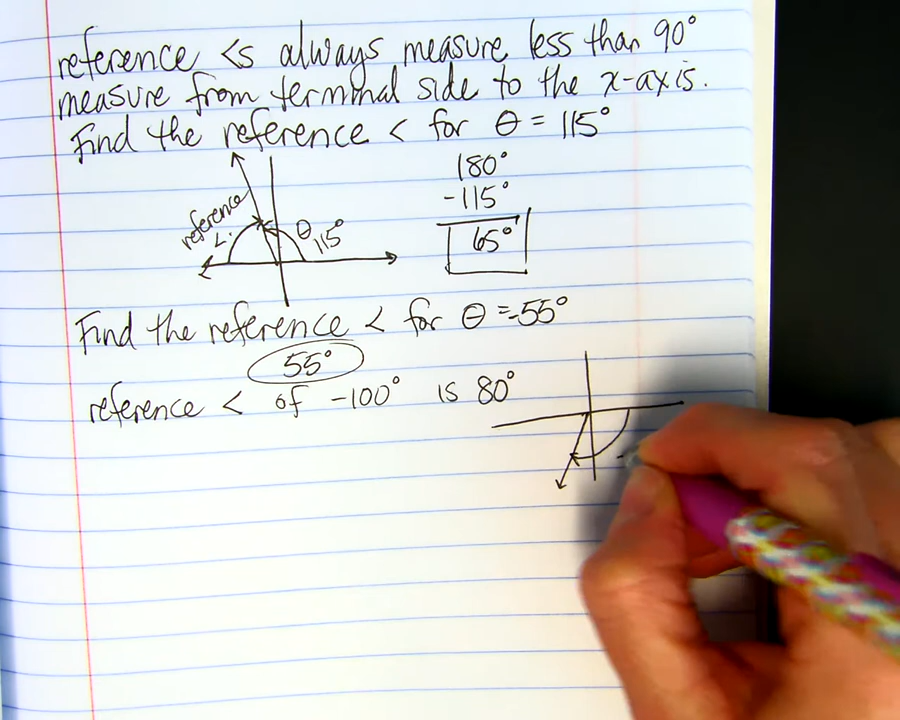 reference <s always measure less than 90°
measure from terminal side to the x-axis.
Find the reference < for θ = 115°
180°
-115°
65°
reference
<
θ
115°
Find the reference < for θ = -55°
55°
reference < of -100° is 80°
-